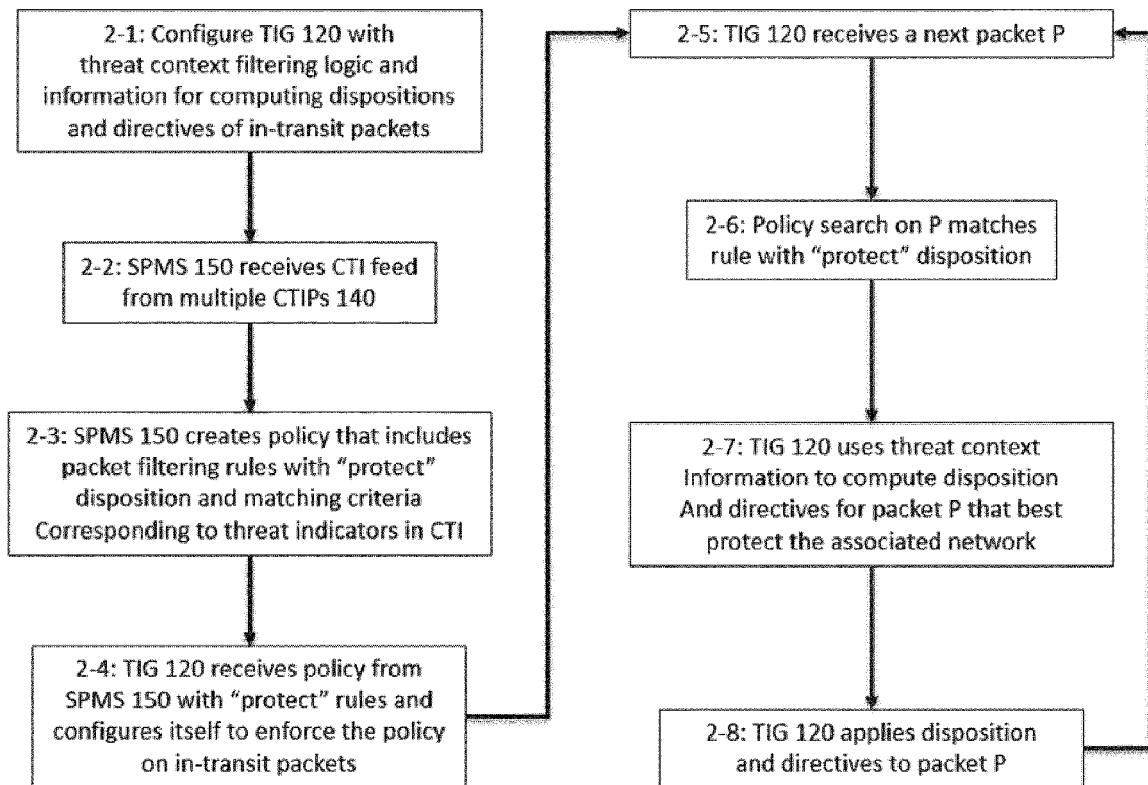 2-1: Configure TIG 120 with
threat context filtering logic and
information for computing dispositions
and directives of in-transit packets
2-2: SPMS 150 receives CTI feed
from multiple CTIPs 140
2-3: SPMS 150 creates policy that includes
packet filtering rules with “protect”
disposition and matching criteria
Corresponding to threat indicators in CTI
2-4: TIG 120 receives policy from
SPMS 150 with “protect” rules and
configures itself to enforce the policy
on in-transit packets
2-5: TIG 120 receives a next packet P
2-6: Policy search on P matches
rule with “protect” disposition
2-7: TIG 120 uses threat context
Information to compute disposition
And directives for packet P that best
protect the associated network
2-8: TIG 120 applies disposition
and directives to packet P